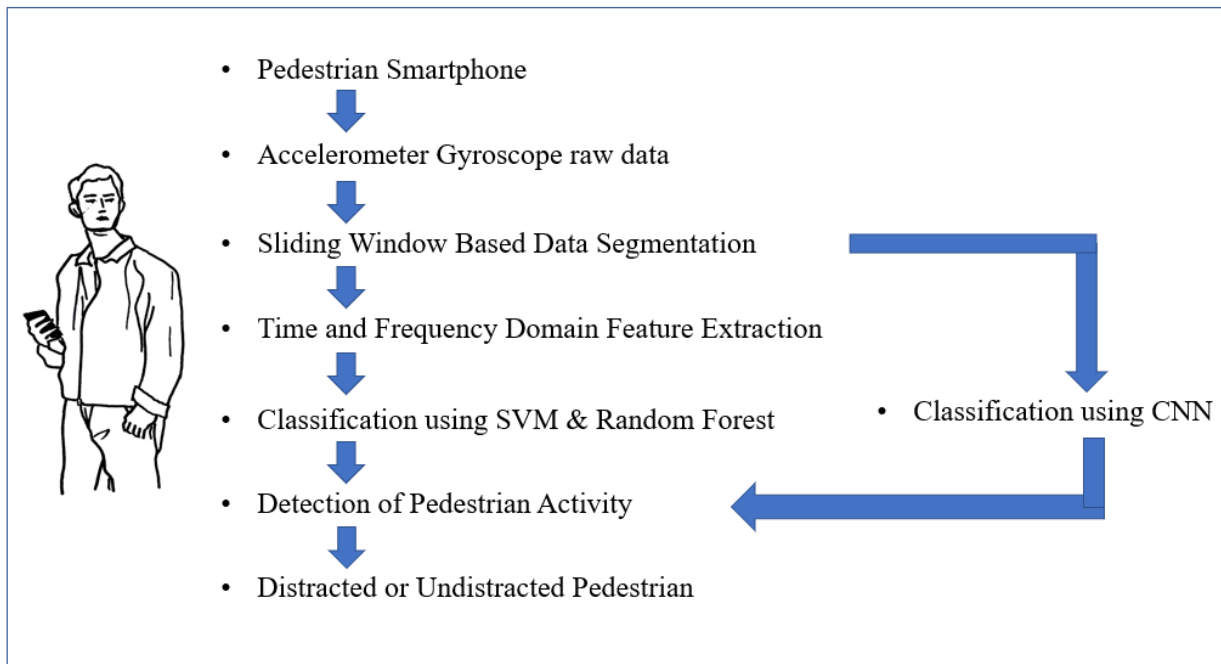 • Pedestrian Smartphone
• Accelerometer Gyroscope raw data
• Sliding Window Based Data Segmentation
• Time and Frequency Domain Feature Extraction
• Classification using SVM & Random Forest
• Classification using CNN
• Detection of Pedestrian Activity
• Distracted or Undistracted Pedestrian